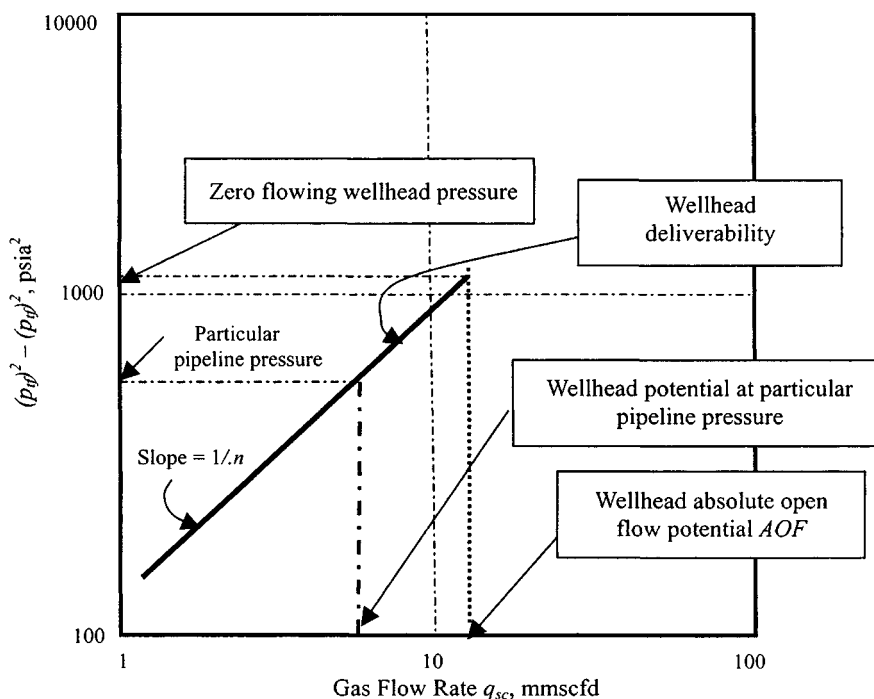 10000
Zero flowing wellhead pressure
Wellhead
deliverability
1000
Particular
pipeline pressure
(p_tf)² – (p_tf)², psia²
Wellhead potential at particular
pipeline pressure
Slope = 1/.n
Wellhead absolute open
flow potential AOF
100
1
10
100
Gas Flow Rate q_sc, mmscfd